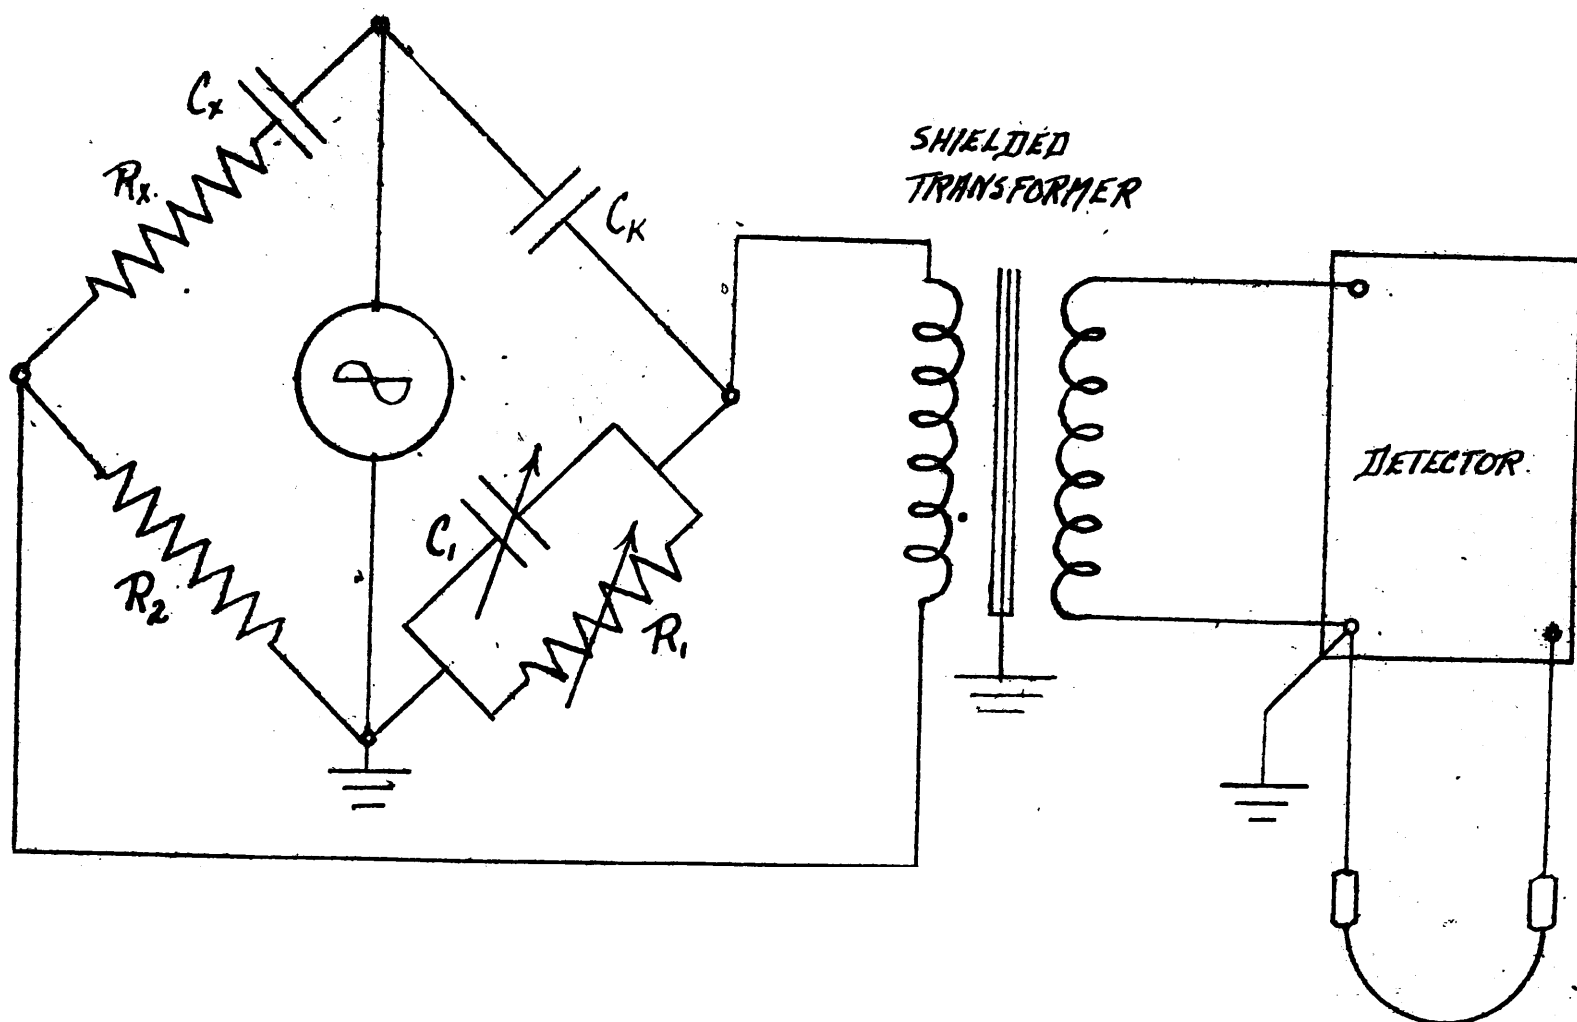 Cx
Rx.
CK
SHIELDED
TRANSFORMER
DETECTOR.
C1
R2
R1